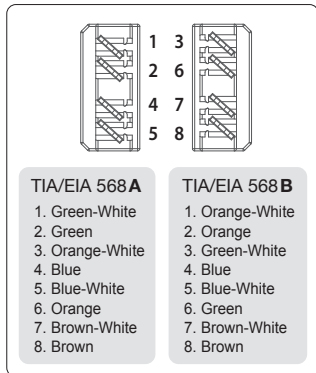 1 3
2 6
4 7
5 8
TIA/EIA 568A
1. Green-White
2. Green
3. Orange-White
4. Blue
5. Blue-White
6. Orange
7. Brown-White
8. Brown
TIA/EIA 568B
1. Orange-White
2. Orange
3. Green-White
4. Blue
5. Blue-White
6. Green
7. Brown-White
8. Brown